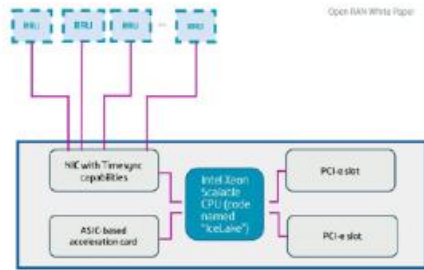 Open RAN White Paper
RRU RRU RRU ... RRU
NIC with Timesync
capabilities
Intel Xeon
Scalable
CPU (code
named
"IceLake")
PCI-e slot
ASIC-based
acceleration card
PCI-e slot